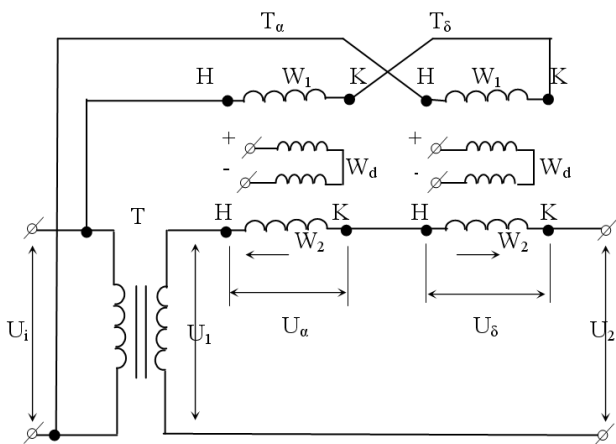 Tα Tδ
H W1 K H W1 K
+ +
Wd Wd
- -
T H K H K
W2 W2
Ui U1 Uα Uδ U2